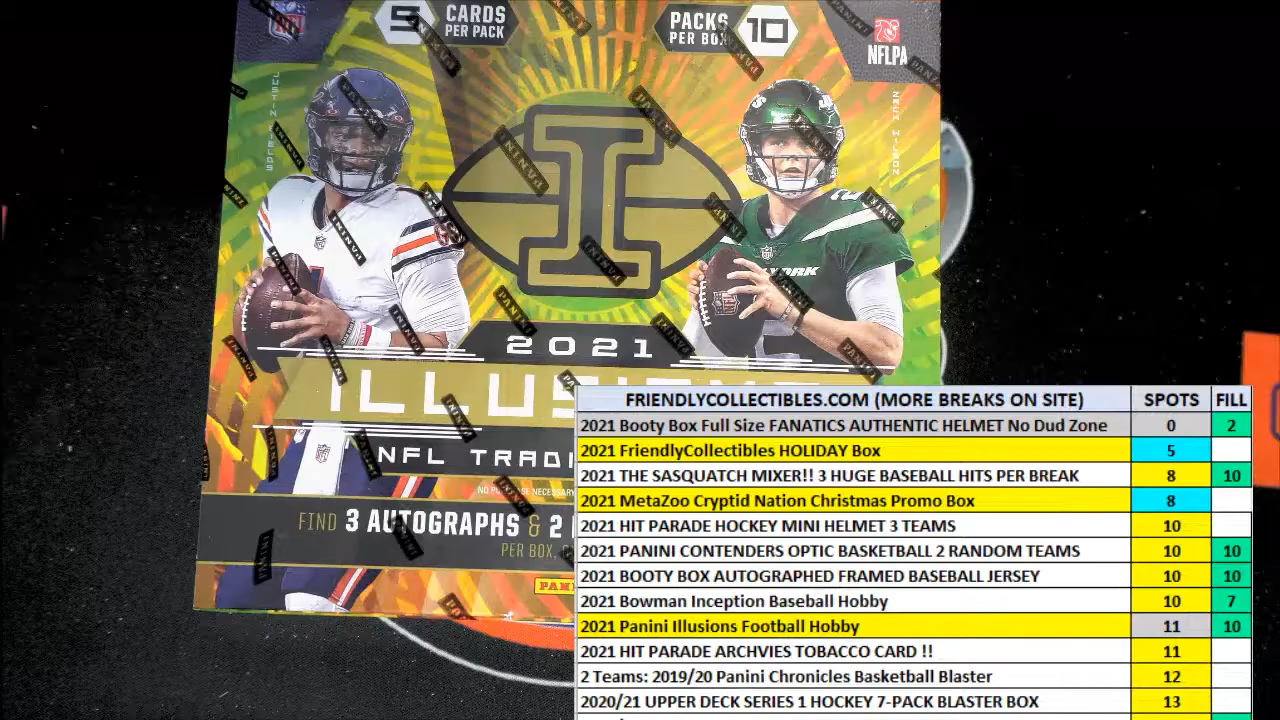 NFL
5 CARDS PER PACK
PACKS PER BOX 10
NFLPA
JUSTIN FIELDS
ZACH WILSON
I
YORK
2021
NFL
FIND 3 AUTOGRAPHS & 2
PER BOX,
NO PURCHASE NECESSARY
PANINI
FRIENDLYCOLLECTIBLES.COM (MORE BREAKS ON SITE) SPOTS FILL
2021 Booty Box Full Size FANATICS AUTHENTIC HELMET No Dud Zone 0 2
2021 FriendlyCollectibles HOLIDAY Box 5
2021 THE SASQUATCH MIXER!! 3 HUGE BASEBALL HITS PER BREAK 8 10
2021 MetaZoo Cryptid Nation Christmas Promo Box 8
2021 HIT PARADE HOCKEY MINI HELMET 3 TEAMS 10
2021 PANINI CONTENDERS OPTIC BASKETBALL 2 RANDOM TEAMS 10 10
2021 BOOTY BOX AUTOGRAPHED FRAMED BASEBALL JERSEY 10 10
2021 Bowman Inception Baseball Hobby 10 7
2021 Panini Illusions Football Hobby 11 10
2021 HIT PARADE ARCHVIES TOBACCO CARD !! 11
2 Teams: 2019/20 Panini Chronicles Basketball Blaster 12
2020/21 UPPER DECK SERIES 1 HOCKEY 7-PACK BLASTER BOX 13